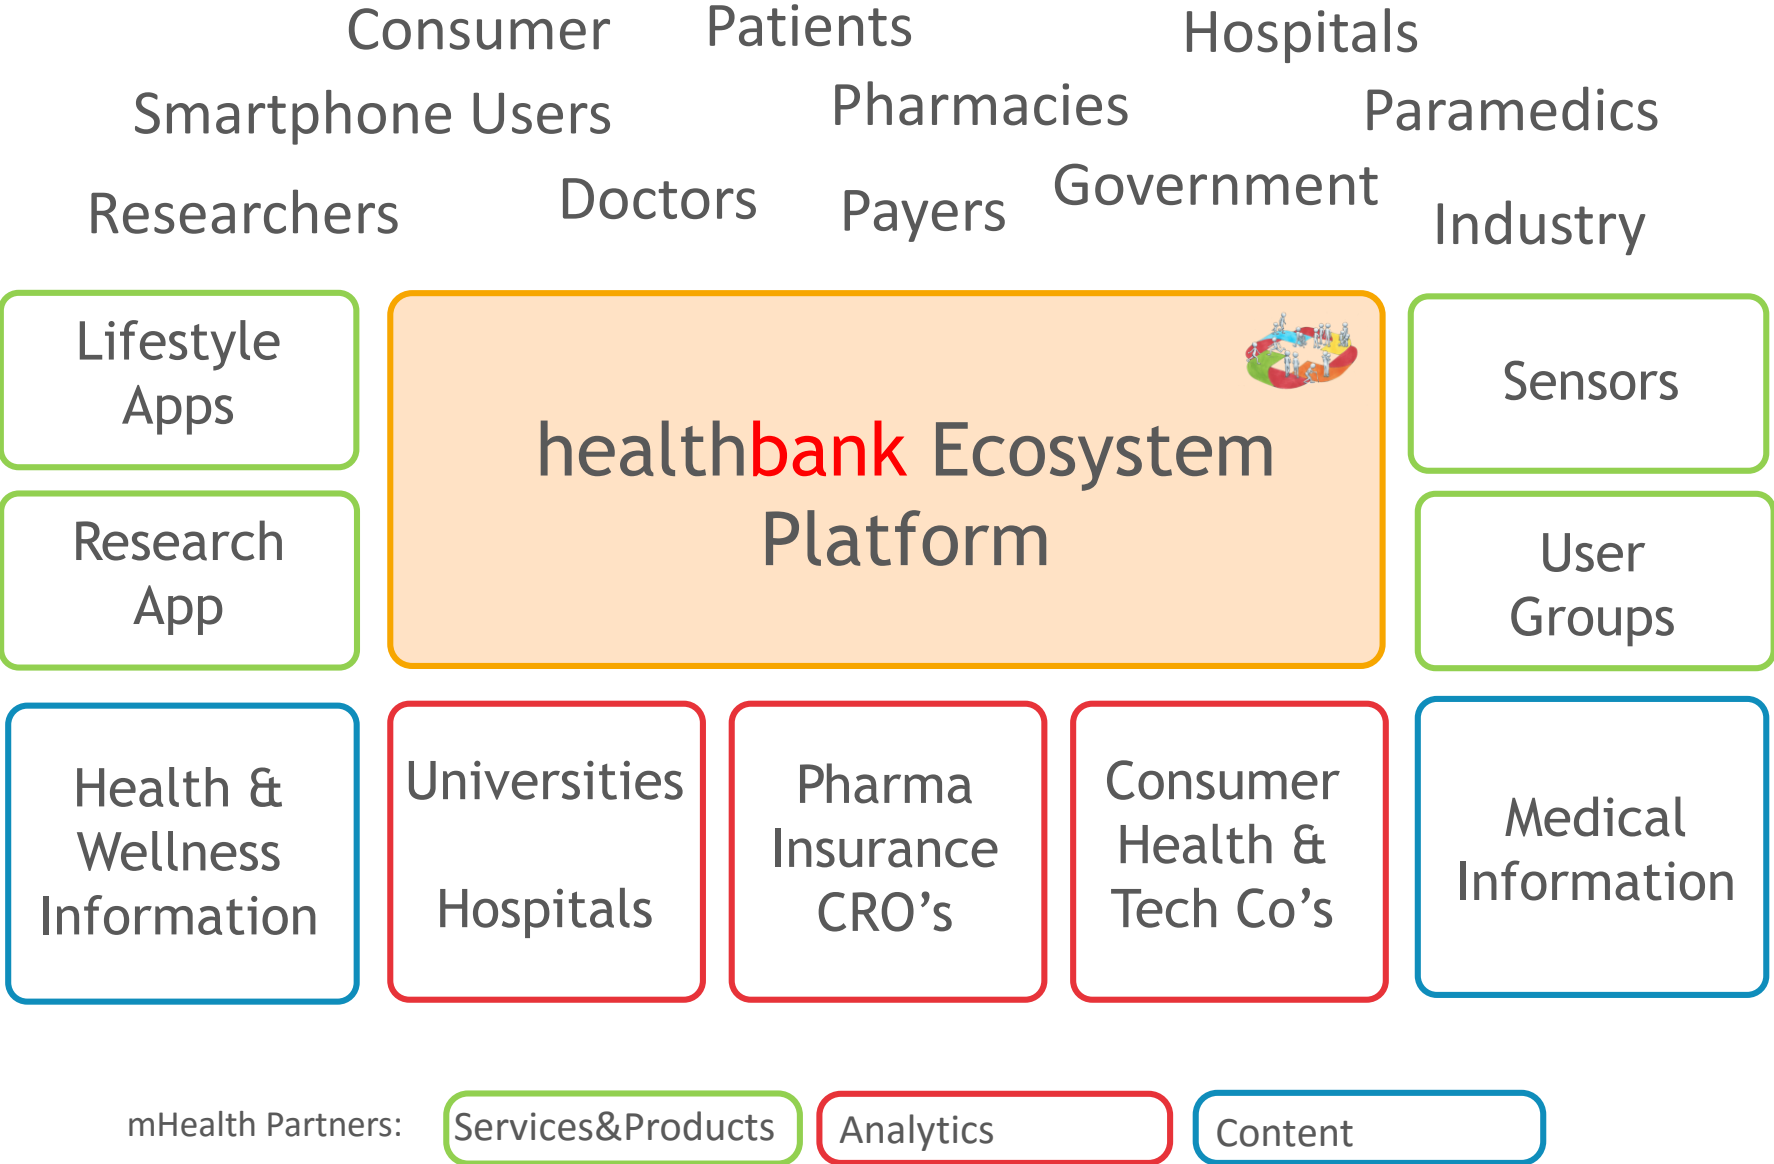 Consumer
Patients
Hospitals
Smartphone Users
Pharmacies
Paramedics
Researchers
Doctors
Payers
Government
Industry
Lifestyle
Apps
healthbank Ecosystem
Platform
Sensors
Research
App
User
Groups
Health &
Wellness
Information
Universities
Hospitals
Pharma
Insurance
CRO’s
Consumer
Health &
Tech Co’s
Medical
Information
mHealth Partners:
Services&Products
Analytics
Content